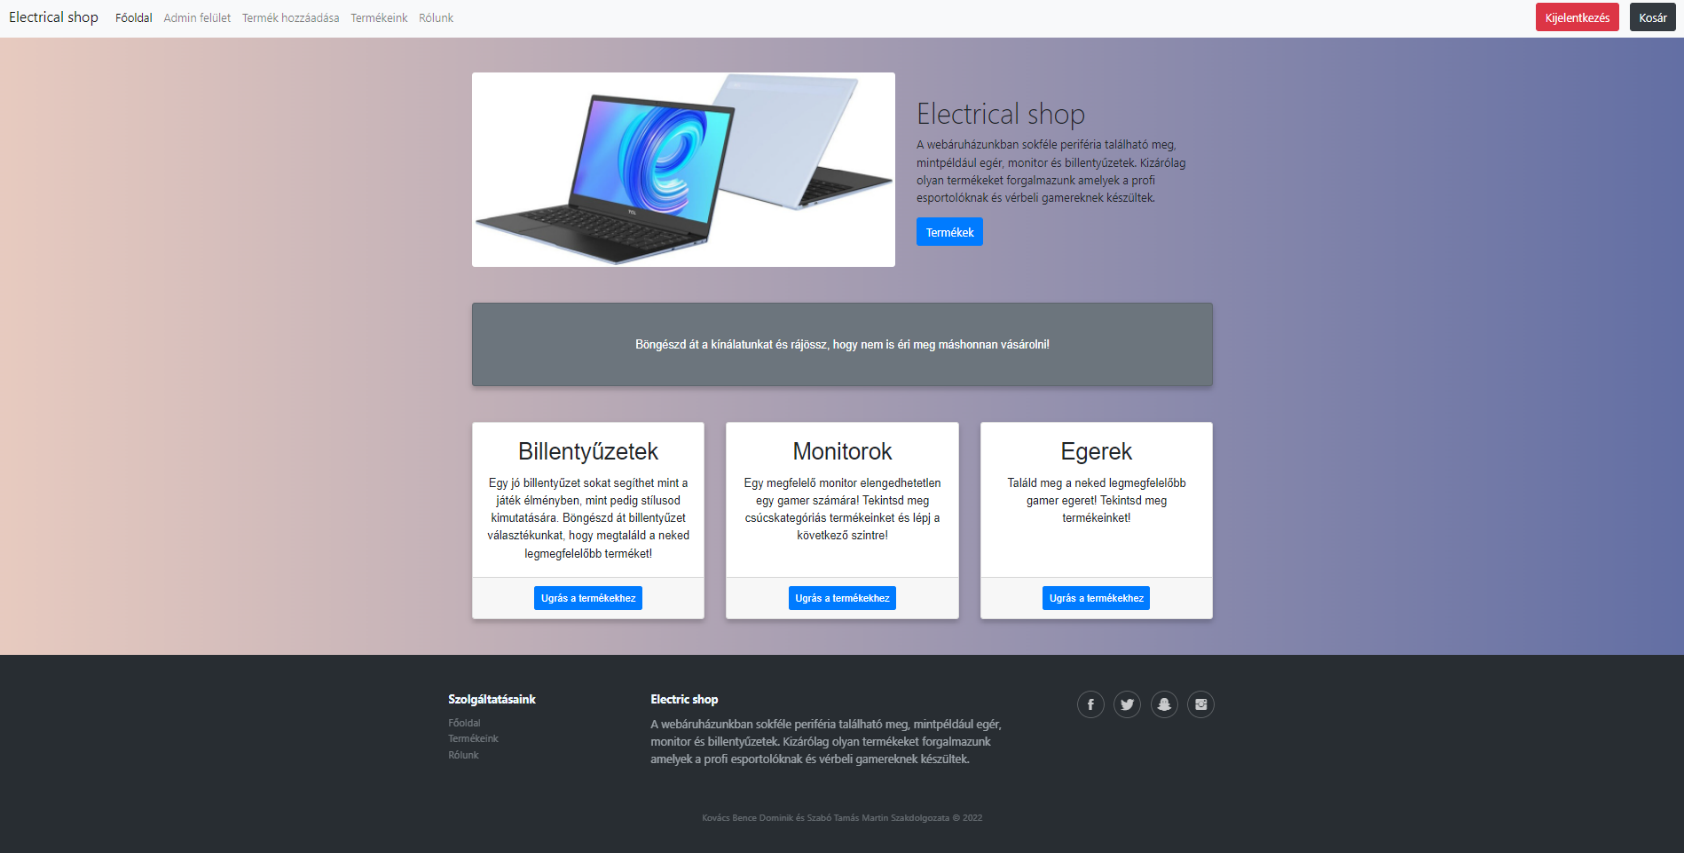 Electrical shop Főoldal Admin felület Termék hozzáadása Termékeink Rólunk Kijelentkezés Kosár
Electrical shop
A webáruházunkban sokféle periféria található meg,
mintpéldául egér, monitor és billentyűzetek. Kizárólag
olyan termékeket forgalmazunk amelyek a profi
esportolóknak és vérbeli gamereknek készültek.
Termékek
Böngészd át a kínálatunkat és rájössz, hogy nem is éri meg máshonnan vásárolni!
Billentyűzetek
Egy jó billentyűzet sokat segíthet mint a
játék élményben, mint pedig stílusod
kimutatására. Böngészd át billentyűzet
választékunkat, hogy megtaláld a neked
legmegfelelőbb terméket!
Ugrás a termékekhez
Monitorok
Egy megfelelő monitor elengedhetetlen
egy gamer számára! Tekintsd meg
csúcskategóriás termékeinket és lépj a
következő szintre!
Ugrás a termékekhez
Egerek
Találd meg a neked legmegfelelőbb
gamer egeret! Tekintsd meg
termékeinket!
Ugrás a termékekhez
Szolgáltatásaink
Főoldal
Termékeink
Rólunk
Electric shop
A webáruházunkban sokféle periféria található meg, mintpéldául egér,
monitor és billentyűzetek. Kizárólag olyan termékeket forgalmazunk
amelyek a profi esportolóknak és vérbeli gamereknek készültek.
Kovács Bence Dominik és Szabó Tamás Martin Szakdolgozata © 2022